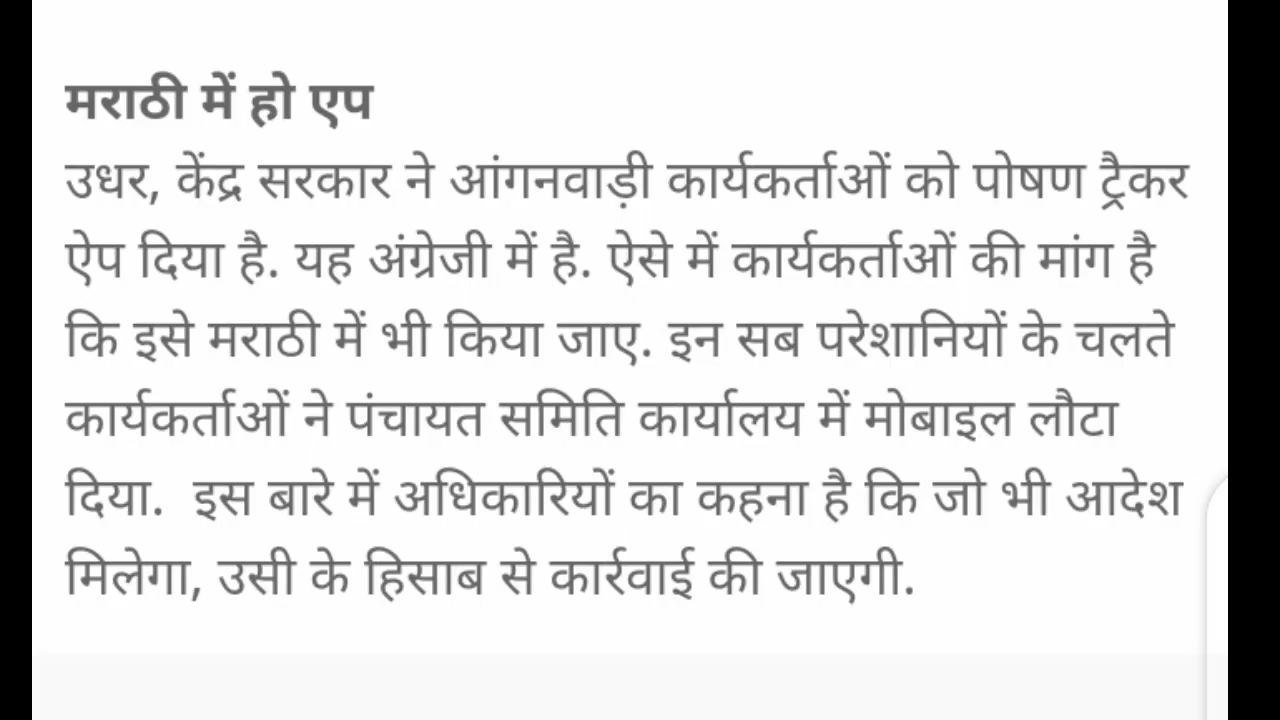 मराठी में हो एप
उधर, केंद्र सरकार ने आंगनवाड़ी कार्यकर्ताओं को पोषण ट्रैकर
ऐप दिया है. यह अंग्रेजी में है. ऐसे में कार्यकर्ताओं की मांग है
कि इसे मराठी में भी किया जाए. इन सब परेशानियों के चलते
कार्यकर्ताओं ने पंचायत समिति कार्यालय में मोबाइल लौटा
दिया.  इस बारे में अधिकारियों का कहना है कि जो भी आदेश
मिलेगा, उसी के हिसाब से कार्रवाई की जाएगी.